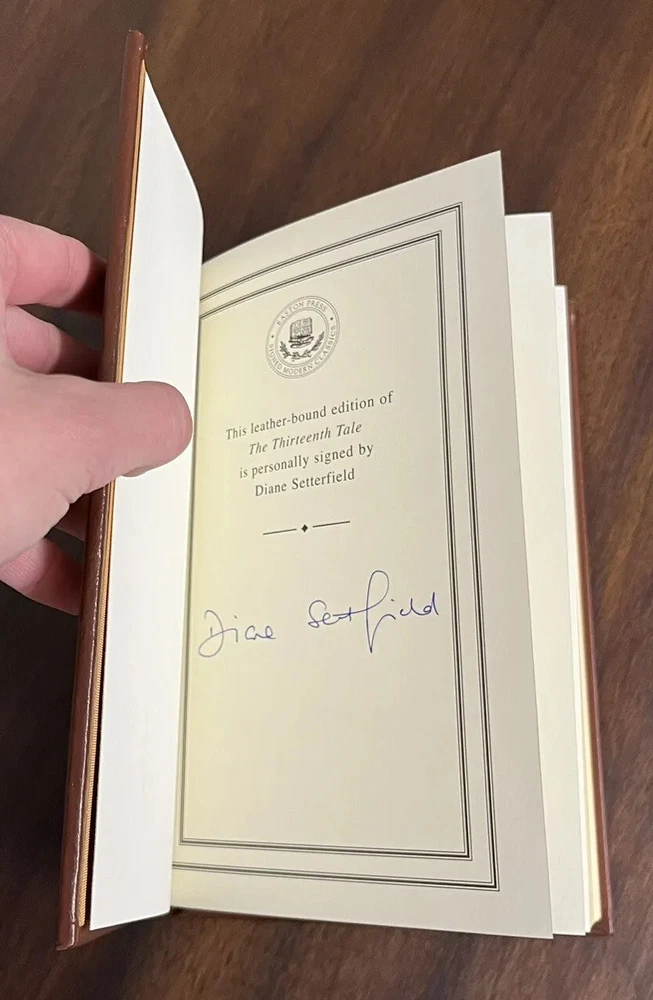 EASTON PRESS
SIGNED MODERN CLASSICS
This leather-bound edition of
The Thirteenth Tale
is personally signed by
Diane Setterfield
Diane Setterfield